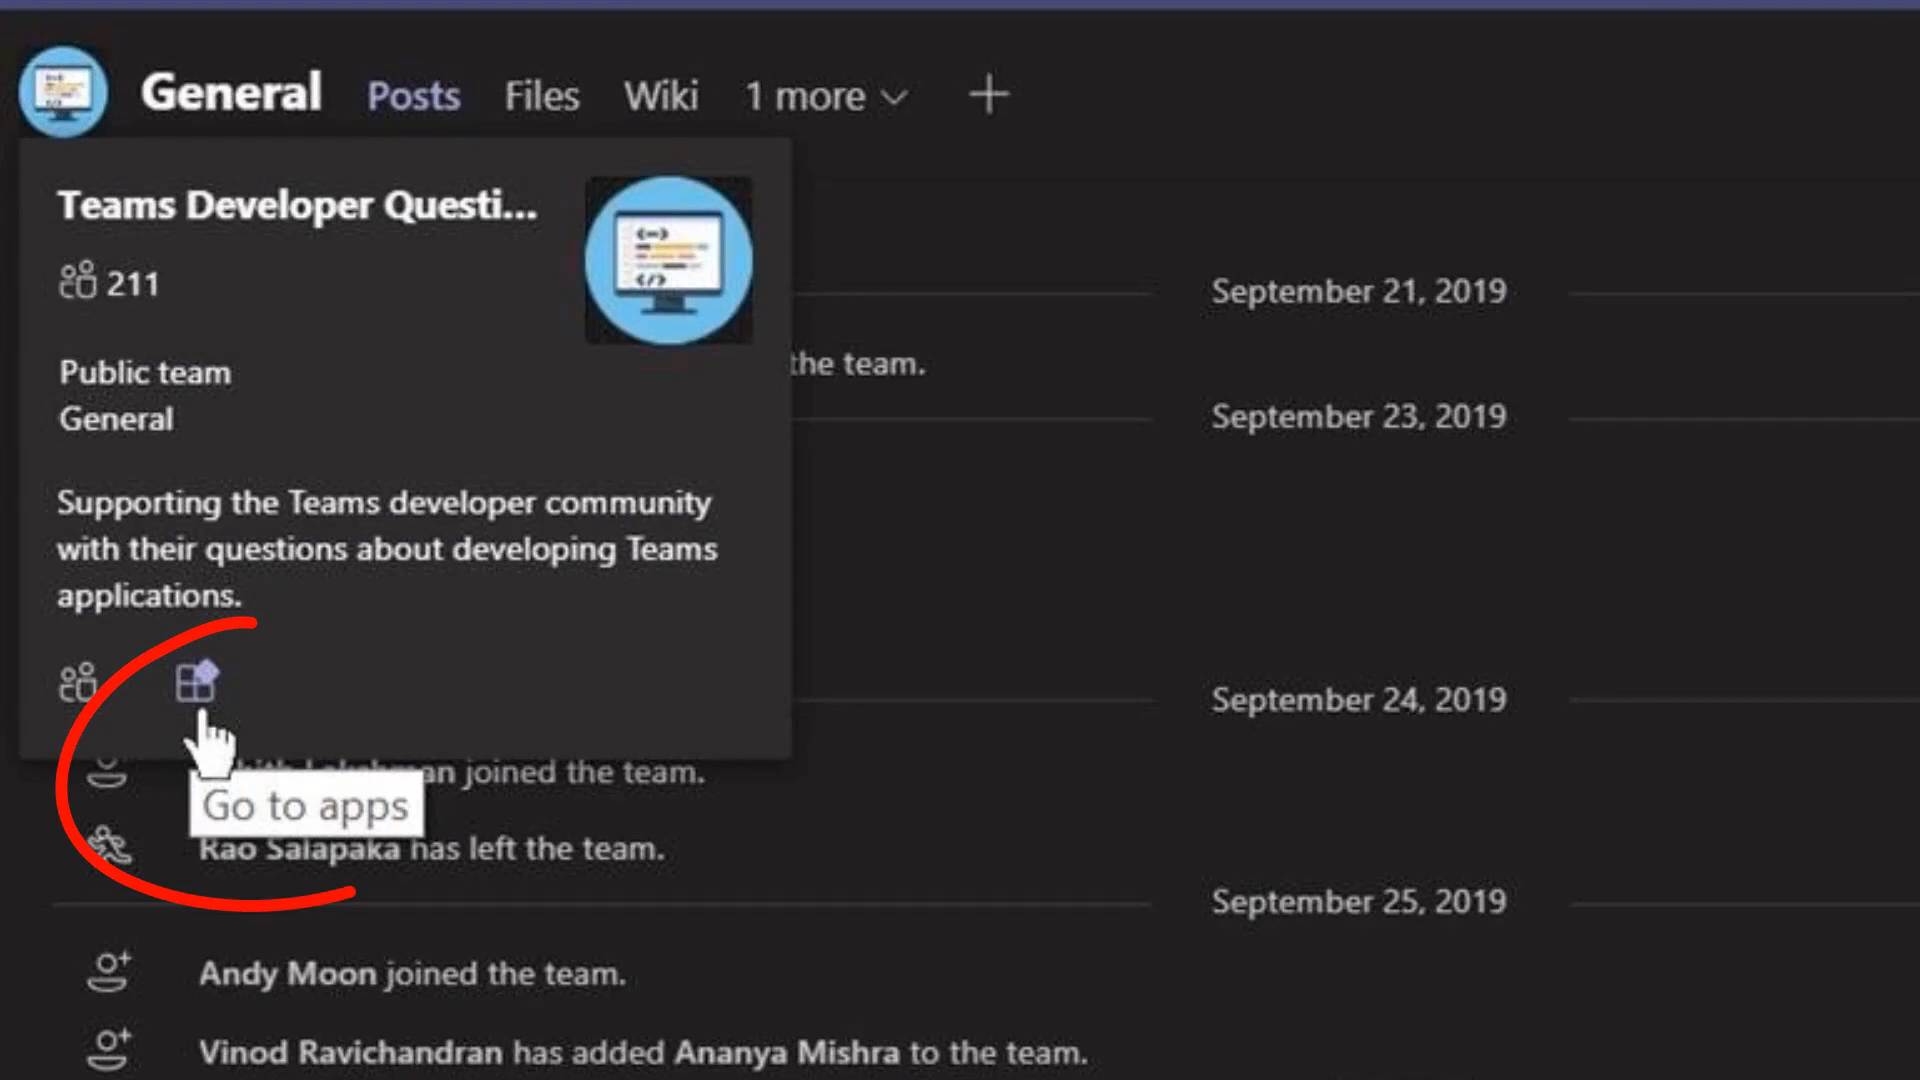 General Posts Files Wiki 1 more
Teams Developer Questi...
211
Public team
General
Supporting the Teams developer community
with their questions about developing Teams
applications.
Go to apps
September 21, 2019
the team.
September 23, 2019
September 24, 2019
joined the team.
Rao Salapaka has left the team.
September 25, 2019
Andy Moon joined the team.
Vinod Ravichandran has added Ananya Mishra to the team.